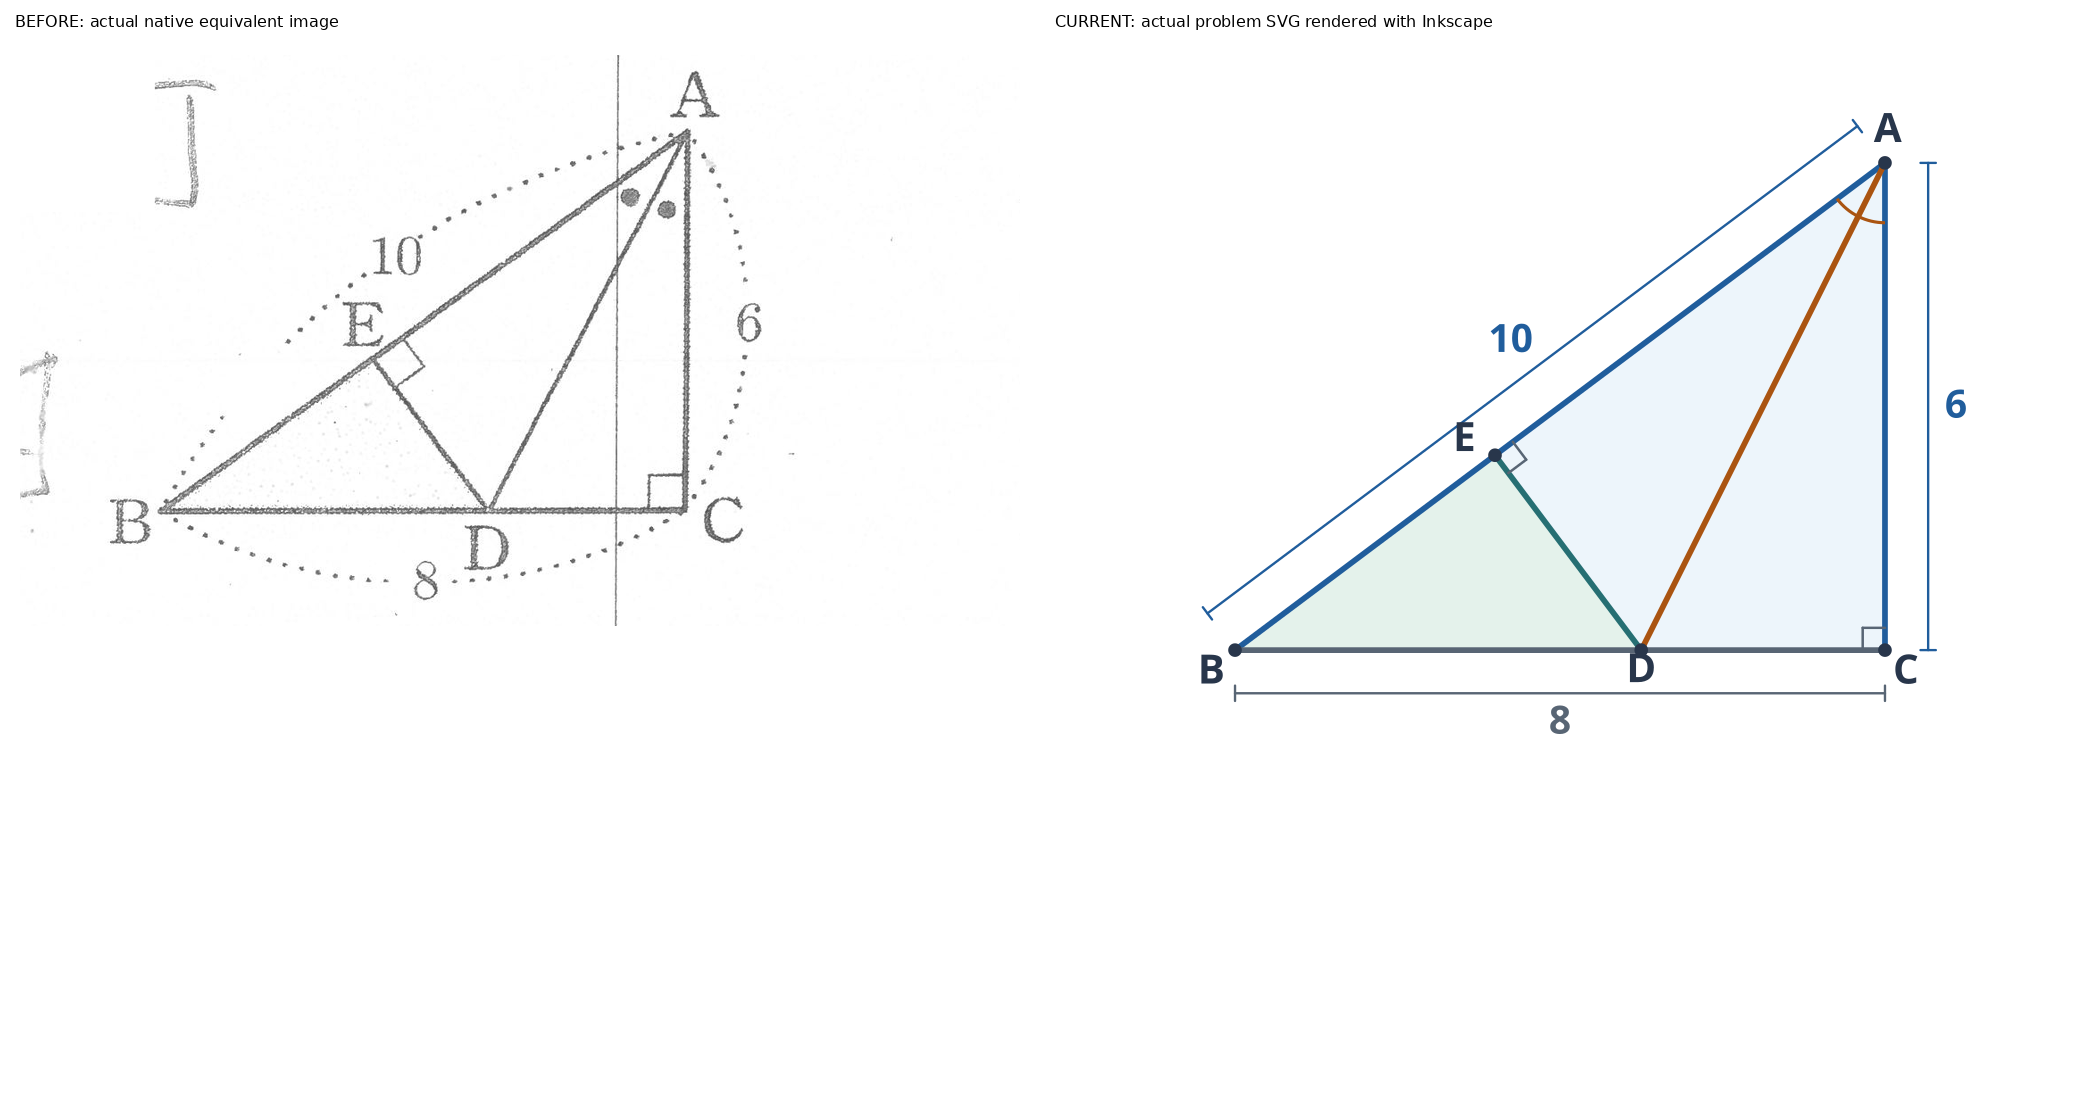 BEFORE: actual native equivalent image
CURRENT: actual problem SVG rendered with Inkscape
A
10
E
6
B
D
C
8
A
10
6
E
B
D
C
8